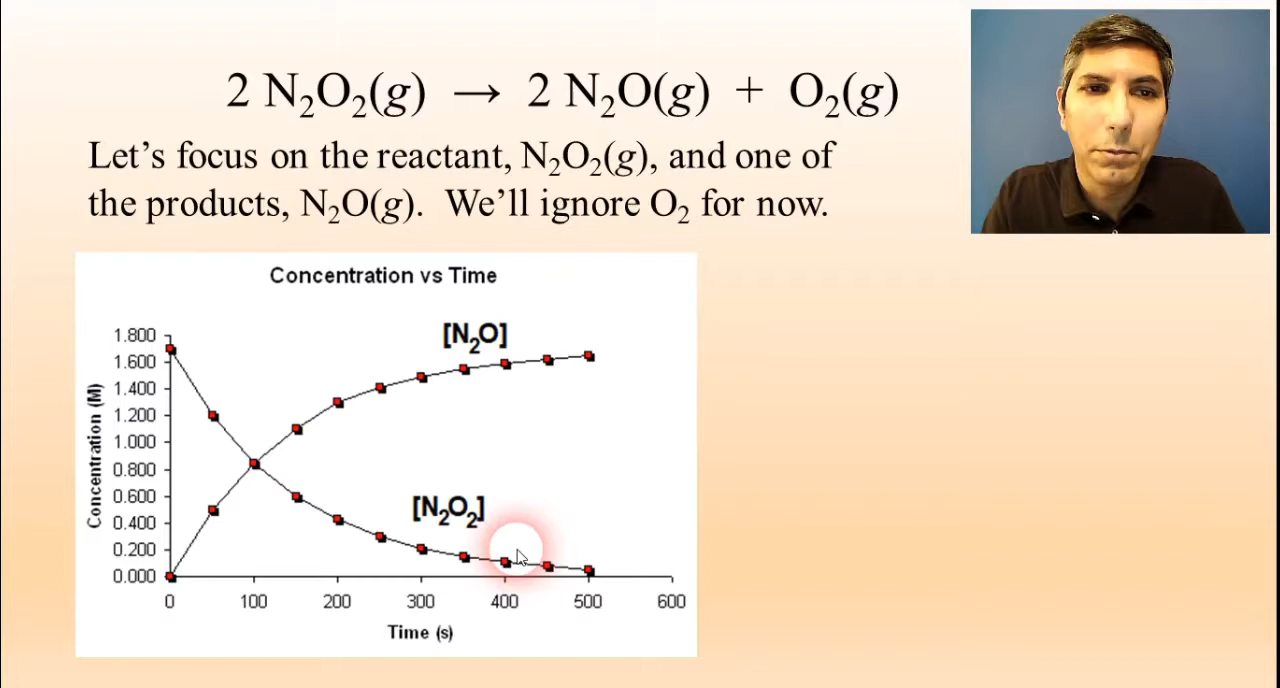 2 N₂O₂(g) → 2 N₂O(g) + O₂(g)
Let's focus on the reactant, N₂O₂(g), and one of
the products, N₂O(g). We'll ignore O₂ for now.
Concentration vs Time
[N₂O]
[N₂O₂]
Concentration (M)
1.800
1.600
1.400
1.200
1.000
0.800
0.600
0.400
0.200
0.000
0 100 200 300 400 500 600
Time (s)